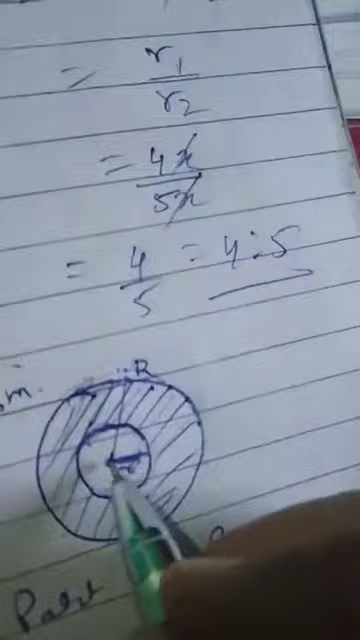 = r₁/r₂
= 4x/5x
= 4/5 = 4:5
m.
R